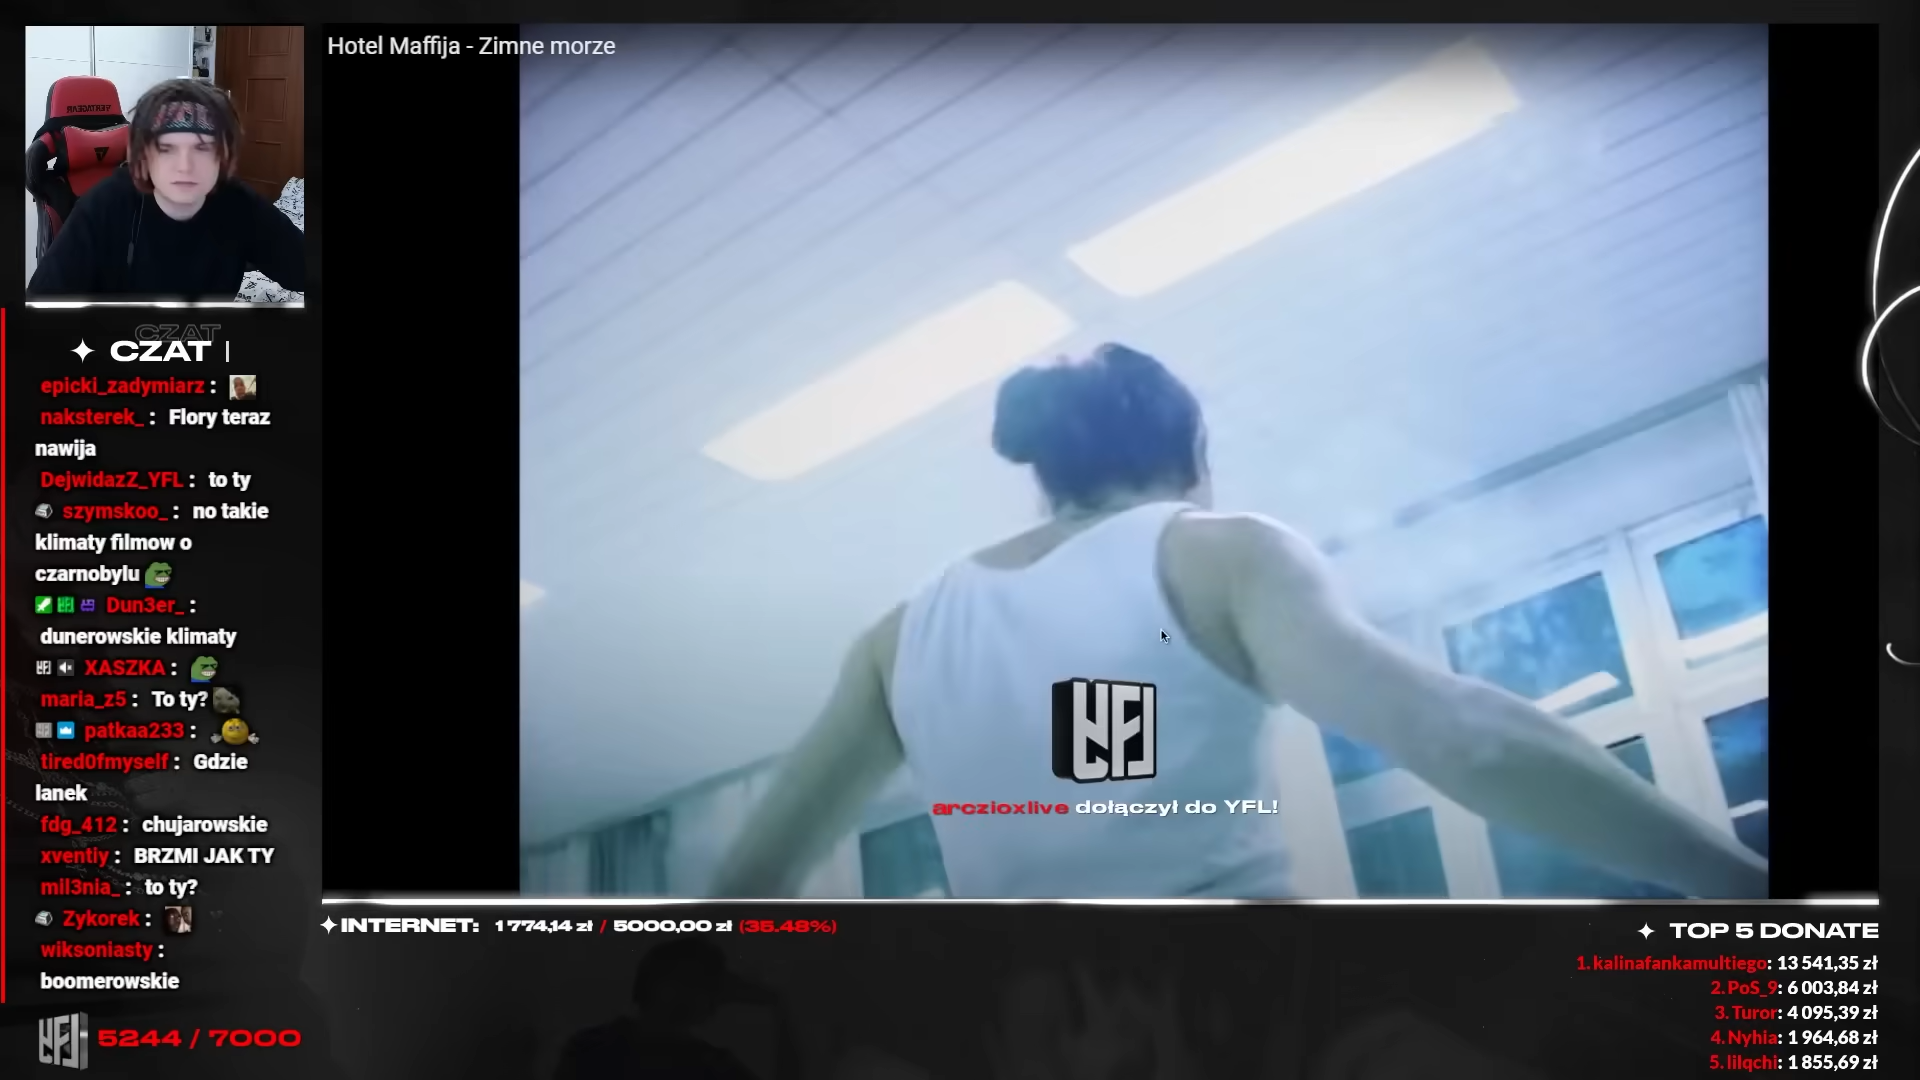 Hotel Maffija - Zimne morze
CZAT
✦ CZAT |
epicki_zadymiarz :
naksterek_ : Flory teraz
nawija
DejwidazZ_YFL : to ty
szymskoo_ : no takie
klimaty filmow o
czarnobylu
Dun3er_ :
dunerowskie klimaty
XASZKA :
maria_z5 : To ty?
patkaa233 :
tired0fmyself : Gdzie
lanek
fdg_412 : chujarowskie
xventiy : BRZMI JAK TY
mil3nia_ : to ty?
Zykorek :
wiksoniasty :
boomerowskie
YFL 5244 / 7000
YFL
arczioxlive dołączył do YFL!
✦INTERNET: 1 774,14 zł / 5000,00 zł (35.48%)
✦ TOP 5 DONATE
1. kalinafankamultiego: 13 541,35 zł
2. PoS_9: 6 003,84 zł
3. Turor: 4 095,39 zł
4. Nyhia: 1 964,68 zł
5. lilqchi: 1 855,69 zł